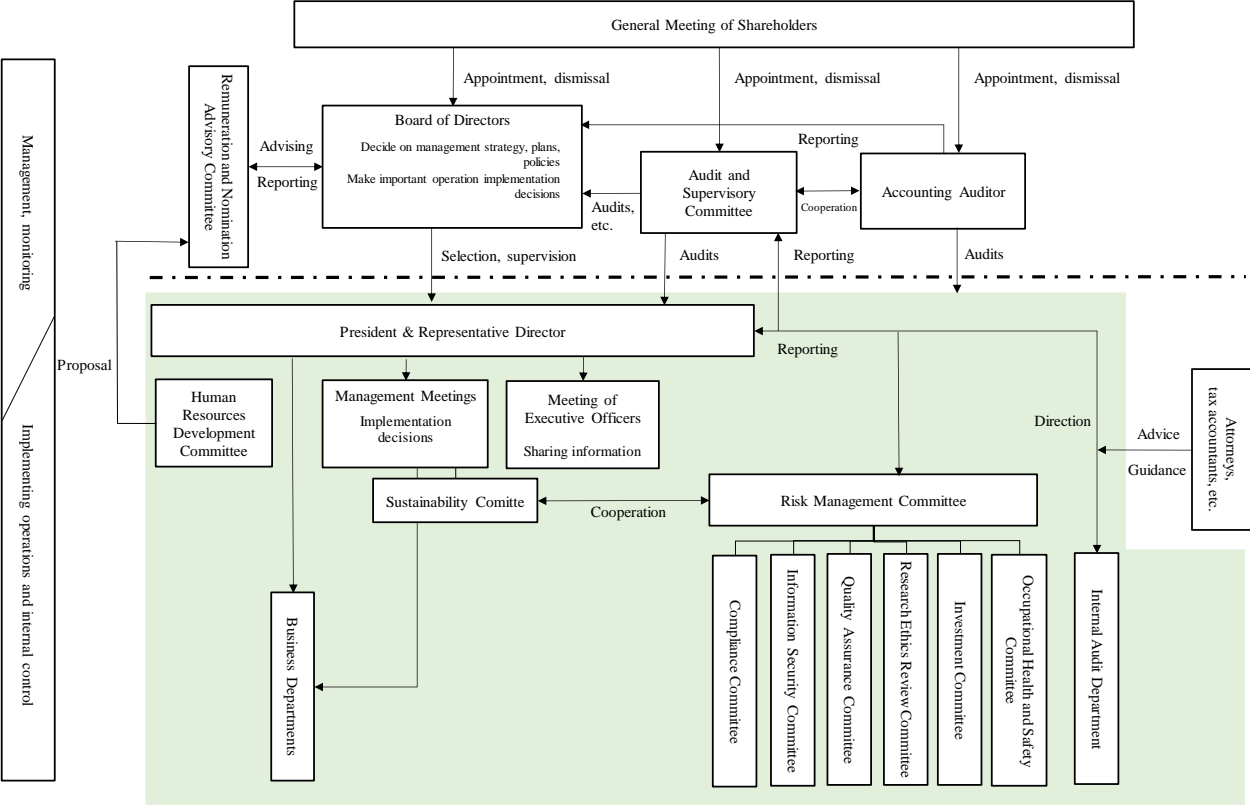 General Meeting of Shareholders
Appointment, dismissal
Appointment, dismissal
Appointment, dismissal
Management, monitoring
Implementing operations and internal control
Remuneration and Nomination
Advisory Committee
Advising
Reporting
Board of Directors
Decide on management strategy, plans,
policies
Make important operation implementation
decisions
Reporting
Audit and
Supervisory
Committee
Audits,
etc.
Cooperation
Accounting Auditor
Selection, supervision
Audits
Reporting
Audits
President & Representative Director
Reporting
Proposal
Human
Resources
Development
Committee
Management Meetings
Implementation
decisions
Meeting of
Executive Officers
Sharing information
Direction
Advice
Guidance
Attorneys,
tax accountants, etc.
Sustainability Comitte
Cooperation
Risk Management Committee
Business Departments
Compliance Committee
Information Security Committee
Quality Assurance Committee
Research Ethics Review Committee
Investment Committee
Occupational Health and Safety
Committee
Internal Audit Department